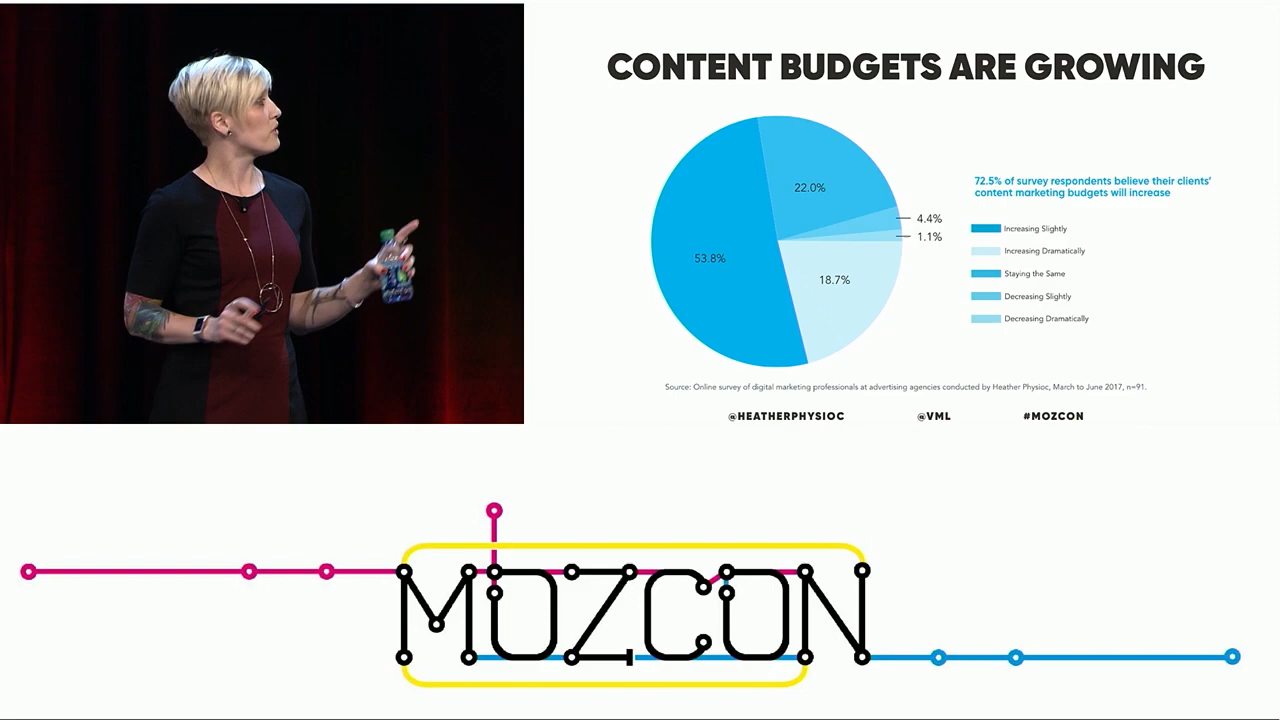 CONTENT BUDGETS ARE GROWING
22.0%
4.4%
1.1%
53.8%
18.7%
72.5% of survey respondents believe their clients'
content marketing budgets will increase
Increasing Slightly
Increasing Dramatically
Staying the Same
Decreasing Slightly
Decreasing Dramatically
Source: Online survey of digital marketing professionals at advertising agencies conducted by Heather Physioc, March to June 2017, n=91.
@HEATHERPHYSIOC @VML #MOZCON
MOZCON